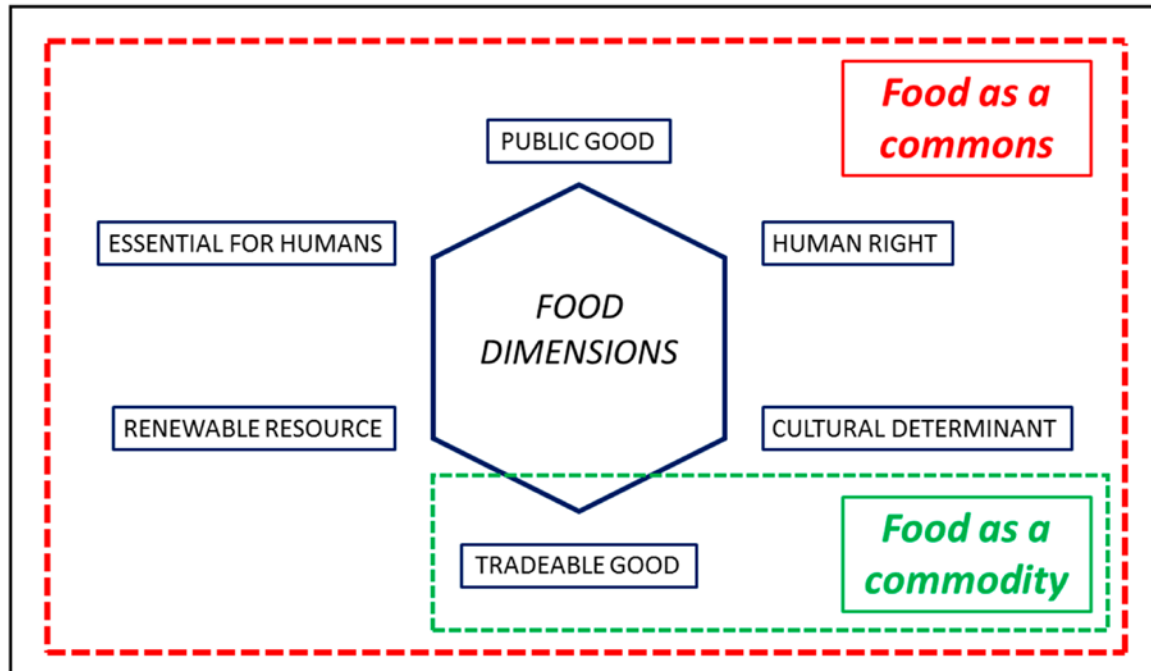 Food as a
commons
PUBLIC GOOD
ESSENTIAL FOR HUMANS
HUMAN RIGHT
FOOD
DIMENSIONS
RENEWABLE RESOURCE
CULTURAL DETERMINANT
Food as a
commodity
TRADEABLE GOOD